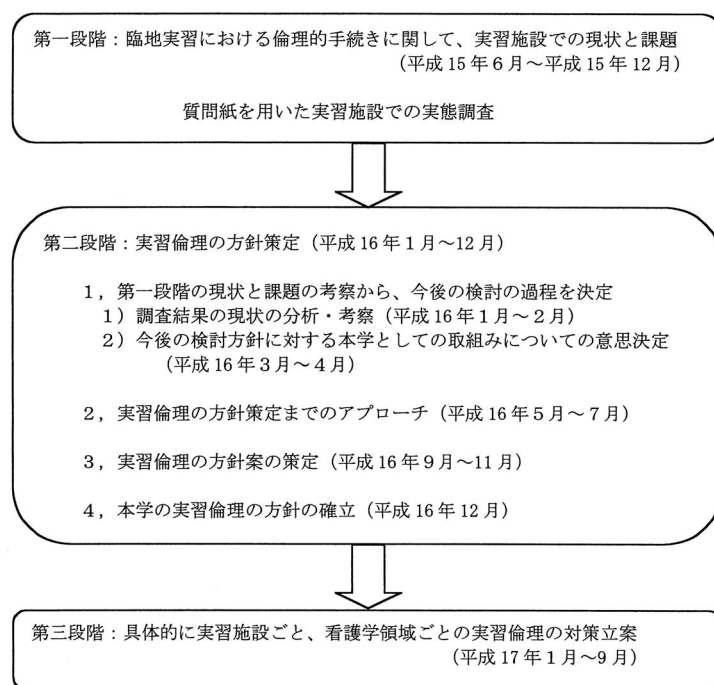 第一段階：臨地実習における倫理的手続きに関して、実習施設での現状と課題
（平成15年６月～平成15年12月）
質問紙を用いた実習施設での実態調査
第二段階：実習倫理の方針策定（平成16年１月～12月）
１，第一段階の現状と課題の考察から、今後の検討の過程を決定
１）調査結果の現状の分析・考察（平成16年１月～２月）
２）今後の検討方針に対する本学としての取組みについての意思決定
（平成16年３月～４月）
２，実習倫理の方針策定までのアプローチ（平成16年５月～７月）
３，実習倫理の方針案の策定（平成16年９月～11月）
４，本学の実習倫理の方針の確立（平成16年12月）
第三段階：具体的に実習施設ごと、看護学領域ごとの実習倫理の対策立案
（平成17年１月～９月）